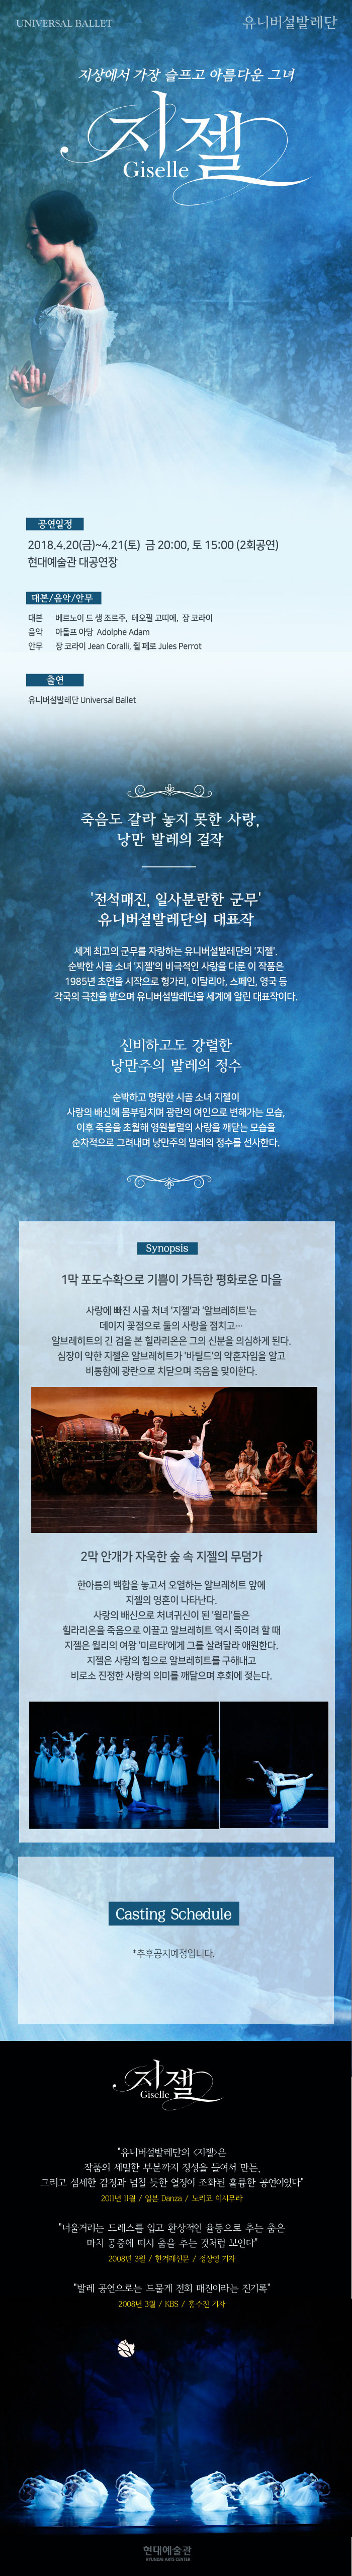 UNIVERSAL BALLET
유니버설발레단
지상에서 가장 슬프고 아름다운 그녀
지젤
Giselle
공연일정
2018.4.20(금)~4.21(토) 금 20:00, 토 15:00 (2회공연)
현대예술관 대공연장
대본/음악/안무
대본 베르노이 드 생 조르주, 테오필 고띠에, 장 코라이
음악 아돌프 아당 Adolphe Adam
안무 장 코라이 Jean Coralli, 쥘 페로 Jules Perrot
출연
유니버설발레단 Universal Ballet
죽음도 갈라 놓지 못한 사랑,
낭만 발레의 걸작
'전석매진, 일사분란한 군무'
유니버설발레단의 대표작
세계 최고의 군무를 자랑하는 유니버설발레단의 '지젤'.
순박한 시골 소녀 '지젤'의 비극적인 사랑을 다룬 이 작품은
1985년 초연을 시작으로 헝가리, 이탈리아, 스페인, 영국 등
각국의 극찬을 받으며 유니버설발레단을 세계에 알린 대표작이다.
신비하고도 강렬한
낭만주의 발레의 정수
순박하고 명랑한 시골 소녀 지젤이
사랑의 배신에 몸부림치며 광란의 여인으로 변해가는 모습,
이후 죽음을 초월해 영원불멸의 사랑을 깨닫는 모습을
순차적으로 그려내며 낭만주의 발레의 정수를 선사한다.
Synopsis
1막 포도수확으로 기쁨이 가득한 평화로운 마을
사랑에 빠진 시골 처녀 '지젤'과 '알브레히트'는
데이지 꽃점으로 둘의 사랑을 점치고…
알브레히트의 긴 검을 본 힐라리온은 그의 신분을 의심하게 된다.
심장이 약한 지젤은 알브레히트가 '바틸드'의 약혼자임을 알고
비통함에 광란으로 치닫으며 죽음을 맞이한다.
2막 안개가 자욱한 숲 속 지젤의 무덤가
한아름의 백합을 놓고서 오열하는 알브레히트 앞에
지젤의 영혼이 나타난다.
사랑의 배신으로 처녀귀신이 된 '윌리'들은
힐라리온을 죽음으로 이끌고 알브레히트 역시 죽이려 할 때
지젤은 윌리의 여왕 '미르타'에게 그를 살려달라 애원한다.
지젤은 사랑의 힘으로 알브레히트를 구해내고
비로소 진정한 사랑의 의미를 깨달으며 후회에 젖는다.
Casting Schedule
*추후공지예정입니다.
지젤
Giselle
"유니버설발레단의 <지젤>은
작품의 세밀한 부분까지 정성을 들여서 만든,
그리고 섬세한 감정과 넘칠 듯한 열정이 조화된 훌륭한 공연이었다"
2011년 11월 / 일본 Danza / 노리코 이시무라
"너울거리는 드레스를 입고 환상적인 율동으로 추는 춤은
마치 공중에 떠서 춤을 추는 것처럼 보인다"
2008년 3월 / 한겨레신문 / 정상영 기자
"발레 공연으로는 드물게 전회 매진이라는 진기록"
2008년 3월 / KBS / 홍수진 기자
현대예술관
HYUNDAI ARTS CENTER